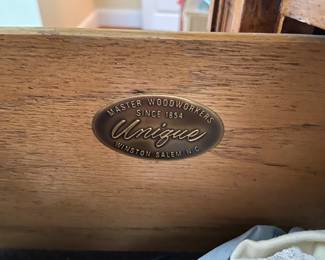 MASTER WOODWORKERS
SINCE 1854
Unique
WINSTON SALEM, N.C.